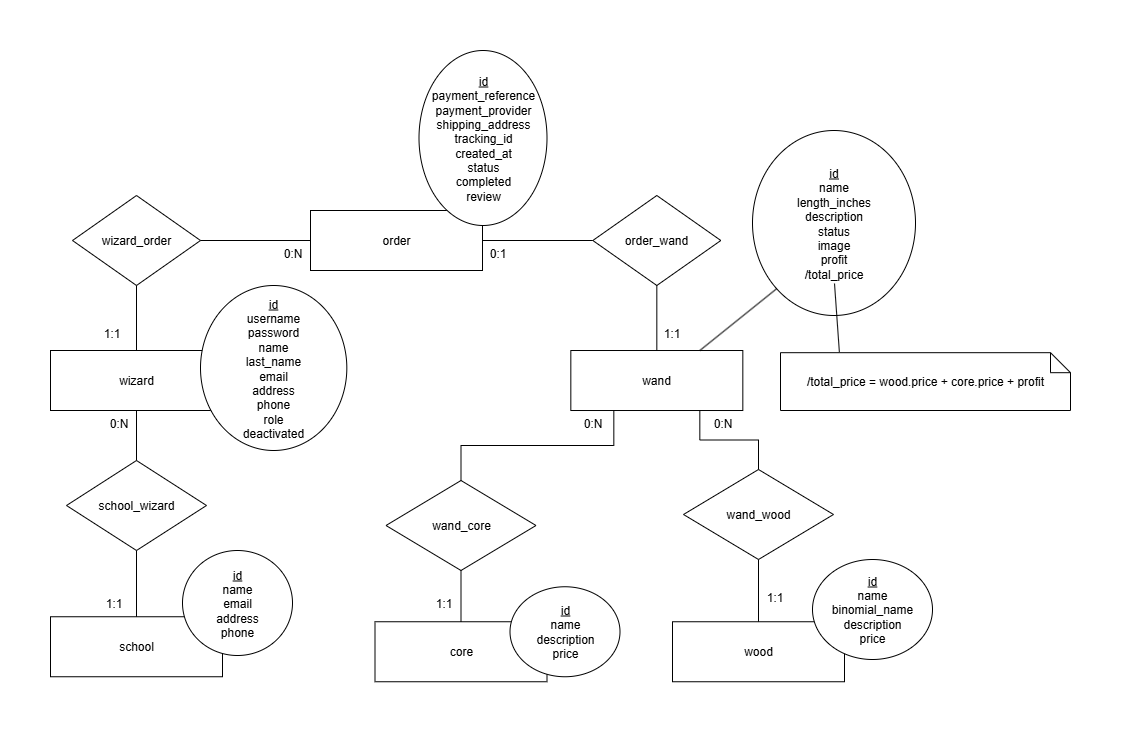 id
payment_reference
payment_provider
shipping_address
tracking_id
created_at
status
completed
review
id
name
length_inches
description
status
image
profit
/total_price
wizard_order
0:N
order
0:1
order_wand
1:1
1:1
id
username
password
name
last_name
email
address
phone
role
deactivated
wizard
wand
/total_price = wood.price + core.price + profit
0:N
0:N
0:N
school_wizard
wand_core
wand_wood
1:1
id
name
email
address
phone
school
1:1
id
name
description
price
core
1:1
id
name
binomial_name
description
price
wood